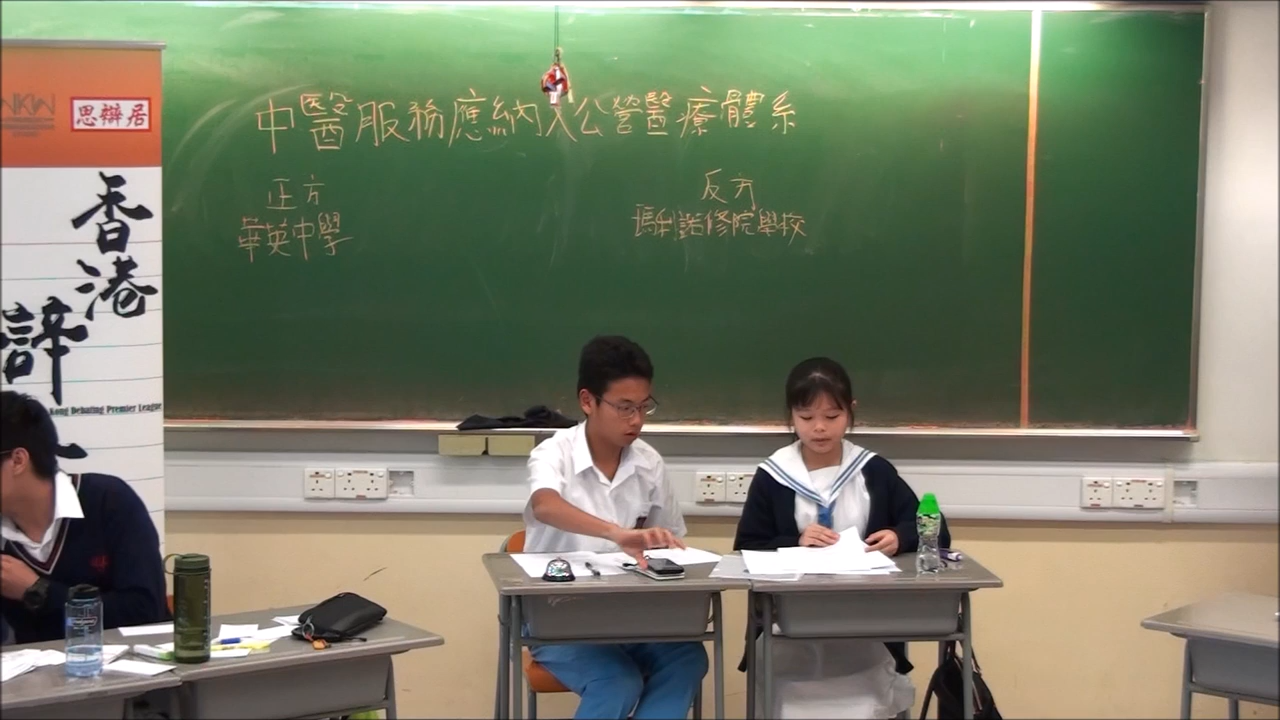 中醫服務應納入公營醫療體系
正方
華英中學
反方
瑪利諾修院學校
思辯居
香港
辯
Kong Debating Premier League